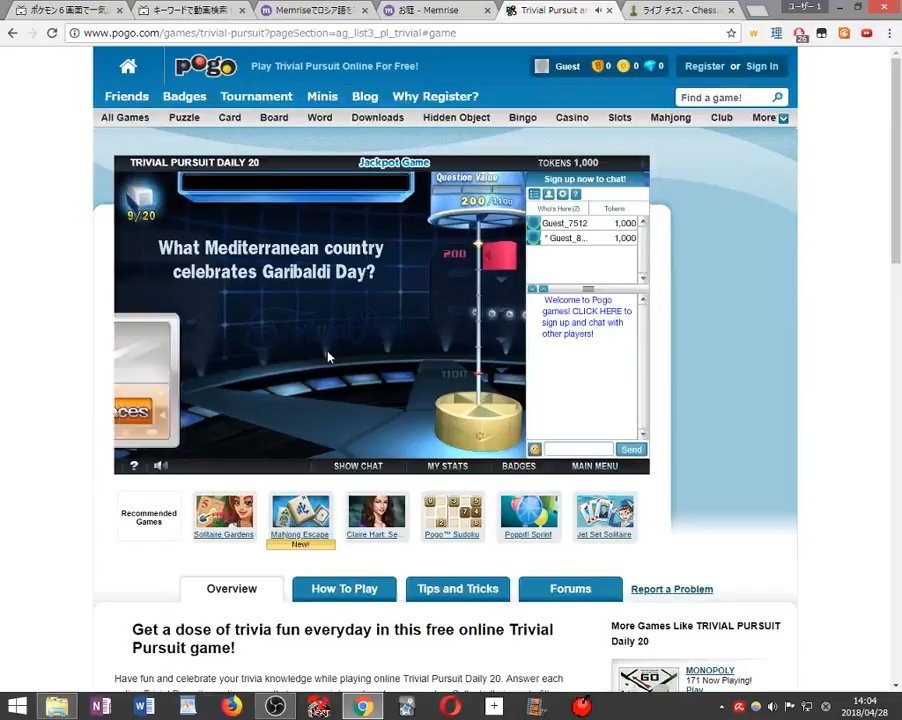 ポケモン６画面で一気
キーワードで動画検索
Memriseでロシア語を
お庭 - Memrise
Trivial Pursuit an
ライブ チェス - Chess.
ユーザー 1
www.pogo.com/games/trivial-pursuit?pageSection=ag_list3_pl_trivial#game
26
pogo
Play Trivial Pursuit Online For Free!
Guest
0
0
0
Register or Sign In
Friends
Badges
Tournament
Minis
Blog
Why Register?
Find a game!
All Games
Puzzle
Card
Board
Word
Downloads
Hidden Object
Bingo
Casino
Slots
Mahjong
Club
More
TRIVIAL PURSUIT DAILY 20
Jackpot Game
TOKENS 1,000
9/20
Question Value
200/1100
What Mediterranean country
celebrates Garibaldi Day?
200
1100
Sign up now to chat!
Who's Here (2)
Tokens
Guest_7512
1,000
* Guest_8...
1,000
Welcome to Pogo
games! CLICK HERE to
sign up and chat with
other players!
Send
SHOW CHAT
MY STATS
BADGES
MAIN MENU
Recommended
Games
Solitaire Gardens
Mahjong Escape
New!
Claire Hart: Se...
Pogo™ Sudoku
Poppit! Sprint
Jet Set Solitaire
Overview
How To Play
Tips and Tricks
Forums
Report a Problem
Get a dose of trivia fun everyday in this free online Trivial
Pursuit game!
Have fun and celebrate your trivia knowledge while playing online Trivial Pursuit Daily 20. Answer each
More Games Like TRIVIAL PURSUIT
Daily 20
MONOPOLY
171 Now Playing!
Play
14:04
2018/04/28